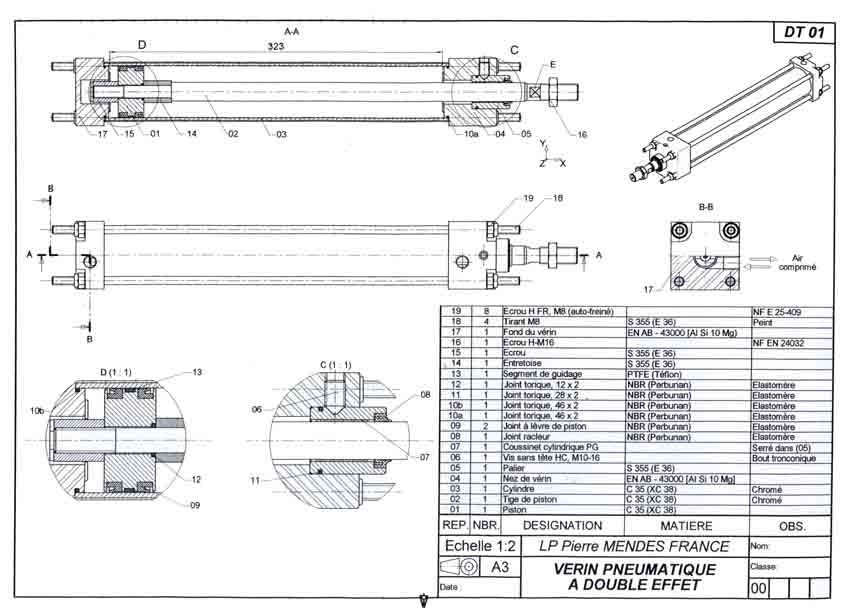 DT 01
A-A
323
D
C
E
17
15
01
14
02
03
10a
04
05
16
Y
Z
X
B
A
A
B
19
18
B-B
17
Air
comprimé
D (1 : 1)
13
10b
12
09
C (1 : 1)
06
08
07
11
19 8 Ecrou H FR, M8 (auto-freiné) NF E 25-409
18 4 Tirant M8 S 355 (E 36) Peint
17 1 Fond du vérin EN AB - 43000 [Al Si 10 Mg)
16 1 Ecrou H-M16 NF EN 24032
15 1 Ecrou S 355 (E 36)
14 1 Entretoise S 355 (E 36)
13 1 Segment de guidage PTFE (Téflon)
12 1 Joint torique, 12 x 2 NBR (Perbunan) Elastomère
11 1 Joint torique, 28 x 2 NBR (Perbunan) Elastomère
10b 1 Joint torique, 46 x 2 NBR (Perbunan) Elastomère
10a 1 Joint torique, 46 x 2 NBR (Perbunan) Elastomère
09 2 Joint à lèvre de piston NBR (Perbunan) Elastomère
08 1 Joint racleur NBR (Perbunan) Elastomère
07 1 Coussinet cylindrique PG Serré dans (05)
06 1 Vis sans tête HC, M10-16 Bout tronconique
05 1 Palier S 355 (E 36)
04 1 Nez de vérin EN AB - 43000 [Al Si 10 Mg]
03 1 Cylindre C 35 (XC 38) Chromé
02 1 Tige de piston C 35 (XC 38) Chromé
01 1 Piston C 35 (XC 38)
REP. NBR. DESIGNATION MATIERE OBS.
Echelle 1:2
LP Pierre MENDES FRANCE
Nom:
A3
VERIN PNEUMATIQUE
A DOUBLE EFFET
Classe:
Date :
00